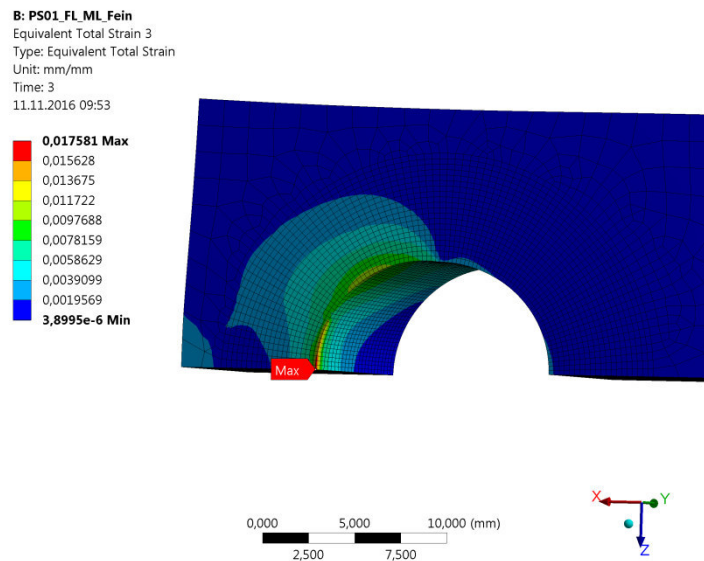 B: PS01_FL_ML_Fein
Equivalent Total Strain 3
Type: Equivalent Total Strain
Unit: mm/mm
Time: 3
11.11.2016 09:53
0,017581 Max
0,015628
0,013675
0,011722
0,0097688
0,0078159
0,0058629
0,0039099
0,0019569
3,8995e-6 Min
Max
X
Y
Z
0,000 5,000 10,000 (mm)
2,500 7,500